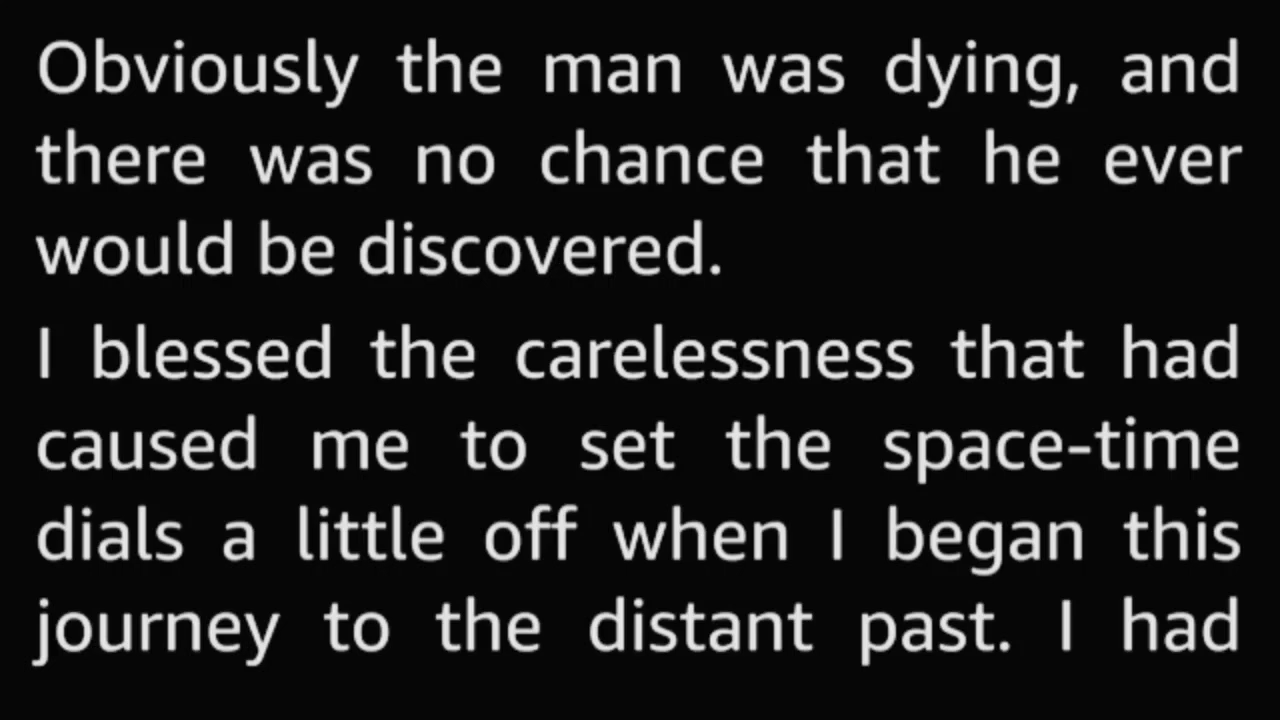 Obviously the man was dying, and
there was no chance that he ever
would be discovered.
I blessed the carelessness that had
caused me to set the space-time
dials a little off when I began this
journey to the distant past. I had